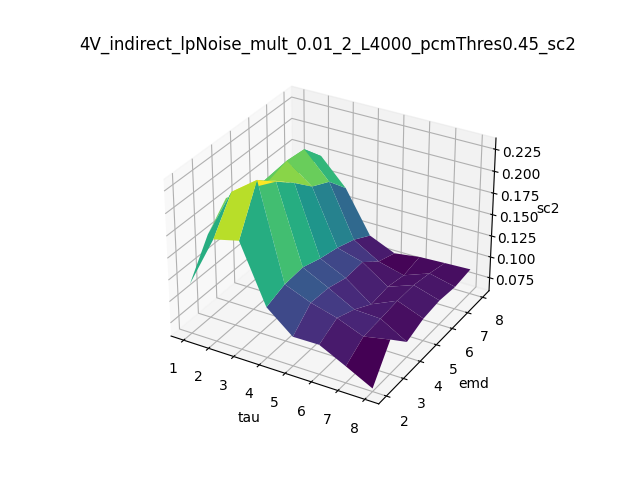 4V_indirect_lpNoise_mult_0.01_2_L4000_pcmThres0.45_sc2
0.225
0.200
0.175
0.150
0.125
0.100
0.075
sc2
1 2 3 4 5 6 7 8
tau
2 3 4 5 6 7 8
emd